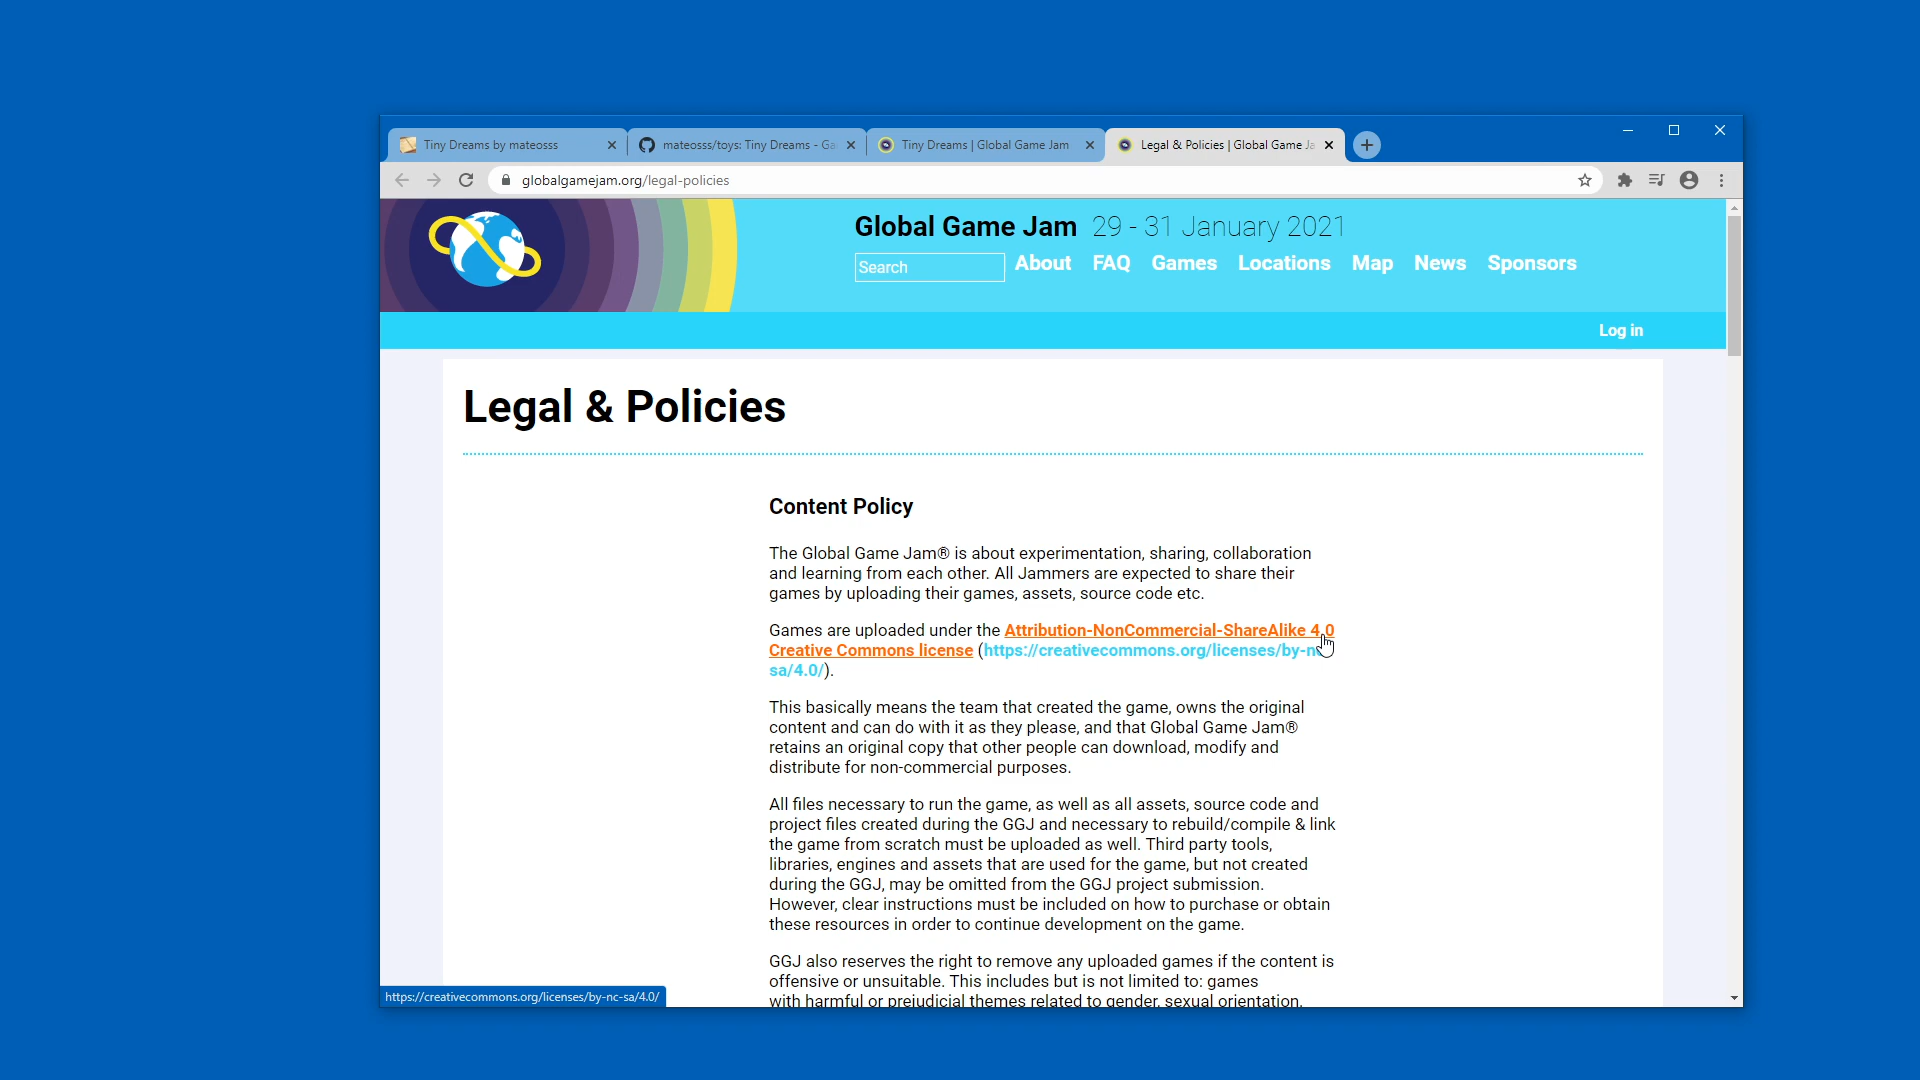 Tiny Dreams by mateosss
mateosss/toys: Tiny Dreams - Ga
Tiny Dreams | Global Game Jam
Legal & Policies | Global Game Ja
globalgamejam.org/legal-policies
Global Game Jam 29 - 31 January 2021
Search About FAQ Games Locations Map News Sponsors
Log in
Legal & Policies
Content Policy
The Global Game Jam® is about experimentation, sharing, collaboration
and learning from each other. All Jammers are expected to share their
games by uploading their games, assets, source code etc.
Games are uploaded under the Attribution-NonCommercial-ShareAlike 4.0
Creative Commons license (https://creativecommons.org/licenses/by-nc
sa/4.0/).
This basically means the team that created the game, owns the original
content and can do with it as they please, and that Global Game Jam®
retains an original copy that other people can download, modify and
distribute for non-commercial purposes.
All files necessary to run the game, as well as all assets, source code and
project files created during the GGJ and necessary to rebuild/compile & link
the game from scratch must be uploaded as well. Third party tools,
libraries, engines and assets that are used for the game, but not created
during the GGJ, may be omitted from the GGJ project submission.
However, clear instructions must be included on how to purchase or obtain
these resources in order to continue development on the game.
GGJ also reserves the right to remove any uploaded games if the content is
offensive or unsuitable. This includes but is not limited to: games
with harmful or prejudicial themes related to gender, sexual orientation,
https://creativecommons.org/licenses/by-nc-sa/4.0/